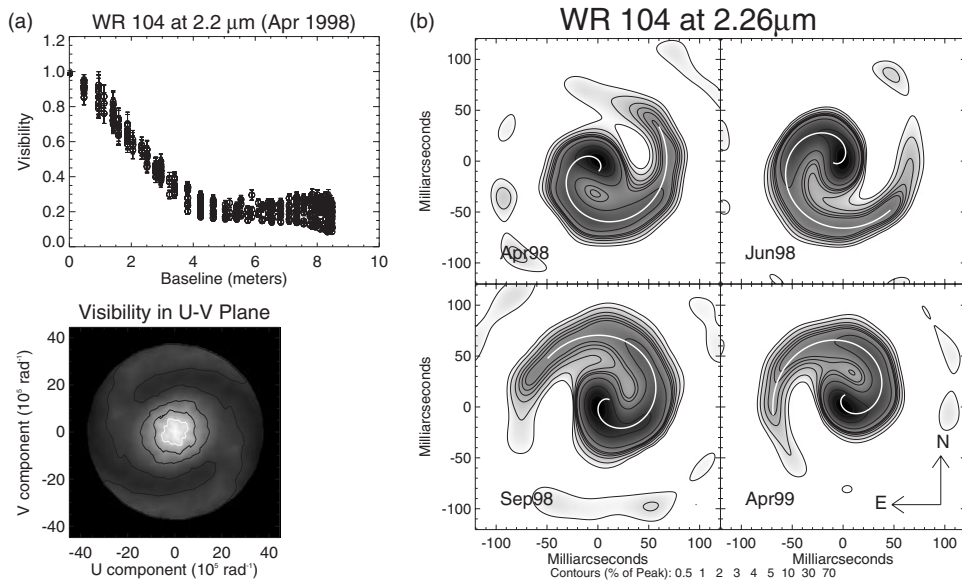 (a)
WR 104 at 2.2 μm (Apr 1998)
1.0
0.8
0.6
0.4
0.2
0.0
Visibility
0 2 4 6 8 10
Baseline (meters)
Visibility in U-V Plane
40
20
0
-20
-40
V component (10⁵ rad⁻¹)
-40 -20 0 20 40
U component (10⁵ rad⁻¹)
(b)
WR 104 at 2.26μm
100
50
0
-50
-100
Milliarcseconds
Apr98
Jun98
100
50
0
-50
-100
Milliarcseconds
Sep98
Apr99
N
E
-100 -50 0 50 100
-100 -50 0 50 100
Milliarcseconds
Milliarcseconds
Contours (% of Peak): 0.5 1 2 3 4 5 10 30 70